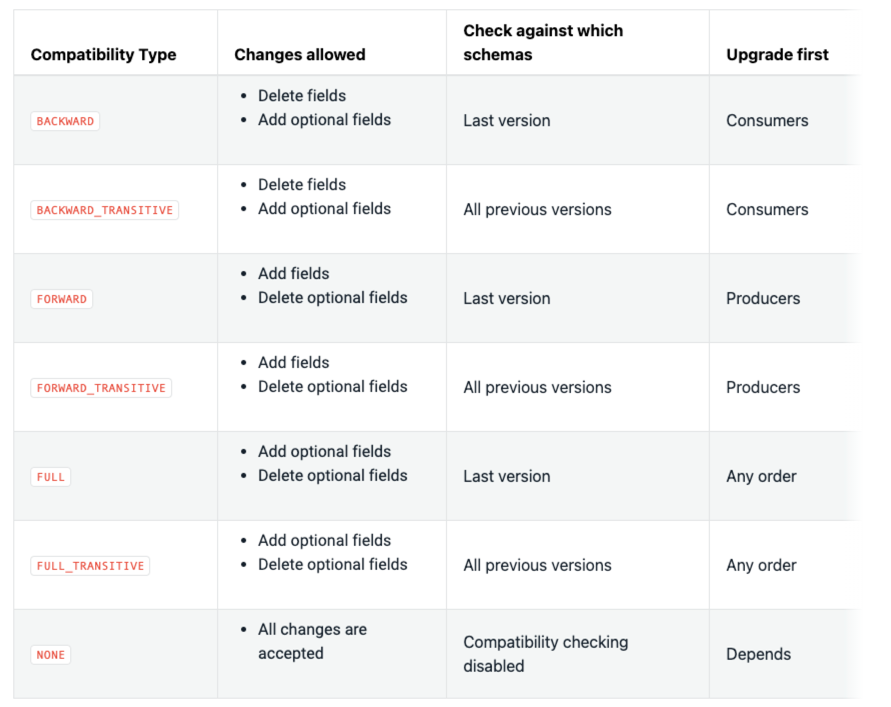 Compatibility Type
Changes allowed
Check against which
schemas
Upgrade first
BACKWARD
Delete fields
Add optional fields
Last version
Consumers
BACKWARD_TRANSITIVE
Delete fields
Add optional fields
All previous versions
Consumers
FORWARD
Add fields
Delete optional fields
Last version
Producers
FORWARD_TRANSITIVE
Add fields
Delete optional fields
All previous versions
Producers
FULL
Add optional fields
Delete optional fields
Last version
Any order
FULL_TRANSITIVE
Add optional fields
Delete optional fields
All previous versions
Any order
NONE
All changes are
accepted
Compatibility checking
disabled
Depends